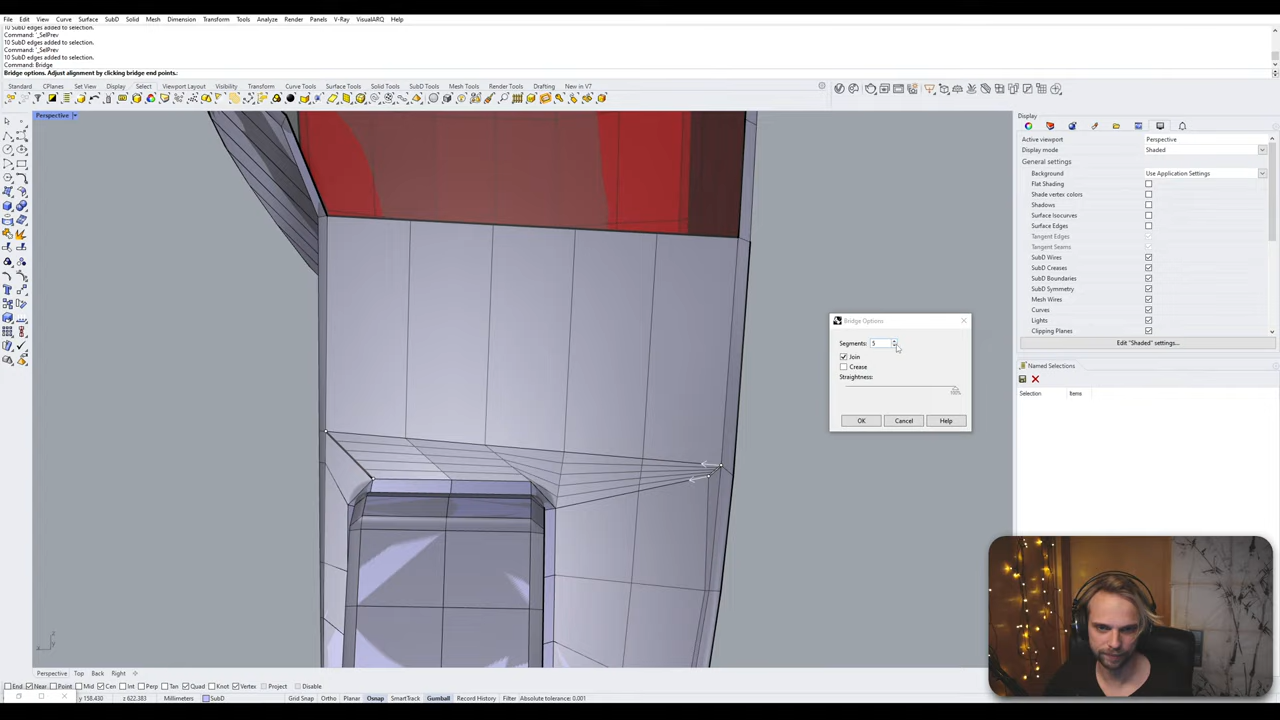 File Edit View Curve Surface SubD Solid Mesh Dimension Transform Tools Analyze Render Panels V-Ray VisualARQ Help
10 SubD edges added to selection.
Command: '_SelPrev
10 SubD edges added to selection.
Command: '_SelPrev
10 SubD edges added to selection.
Command: Bridge
Bridge options. Adjust alignment by clicking bridge end points.:
Standard CPlanes Set View Display Select Viewport Layout Visibility Transform Curve Tools Surface Tools Solid Tools SubD Tools Mesh Tools Render Tools Drafting New in V7
Perspective
Display
Active viewport Perspective
Display mode Shaded
General settings
Background Use Application Settings
Flat Shading
Shade vertex colors
Shadows
Surface Isocurves
Surface Edges
Tangent Edges
Tangent Seams
SubD Wires
SubD Creases
SubD Boundaries
SubD Symmetry
Mesh Wires
Curves
Lights
Clipping Planes
Edit "Shaded" settings...
Named Selections
Selection Items
Bridge Options
Segments: 5
Join
Crease
Straightness:
OK Cancel Help
Perspective Top Back Right
End Near Point Mid Cen Int Perp Tan Quad Knot Vertex Project Disable
y 158.430 z 622.383 Millimeters SubD Grid Snap Ortho Planar Osnap SmartTrack Gumball Record History Filter Absolute tolerance: 0.001